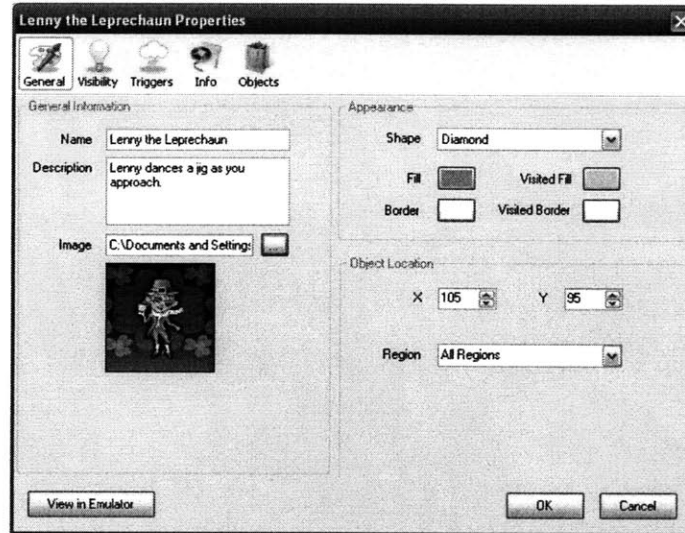 Lenny the Leprechaun Properties
General Visibility Triggers Info Objects
General Information
Name Lenny the Leprechaun
Description Lenny dances a jig as you
approach.
Image C:\Documents and Settings ...
Appearance
Shape Diamond
Fill Visited Fill
Border Visited Border
Object Location
X 105 Y 95
Region All Regions
View in Emulator OK Cancel